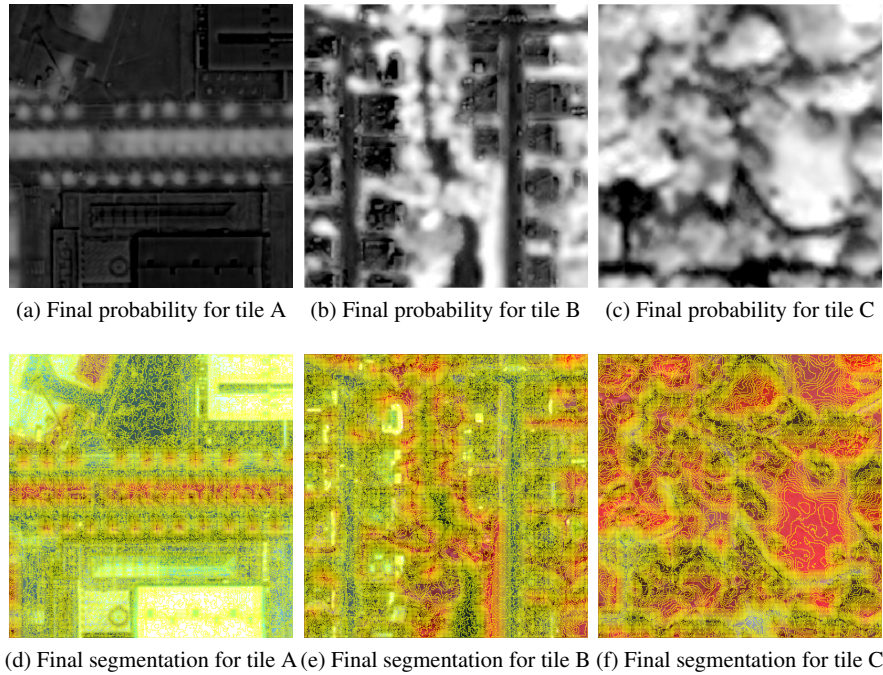 (a) Final probability for tile A
(b) Final probability for tile B
(c) Final probability for tile C
(d) Final segmentation for tile A
(e) Final segmentation for tile B
(f) Final segmentation for tile C